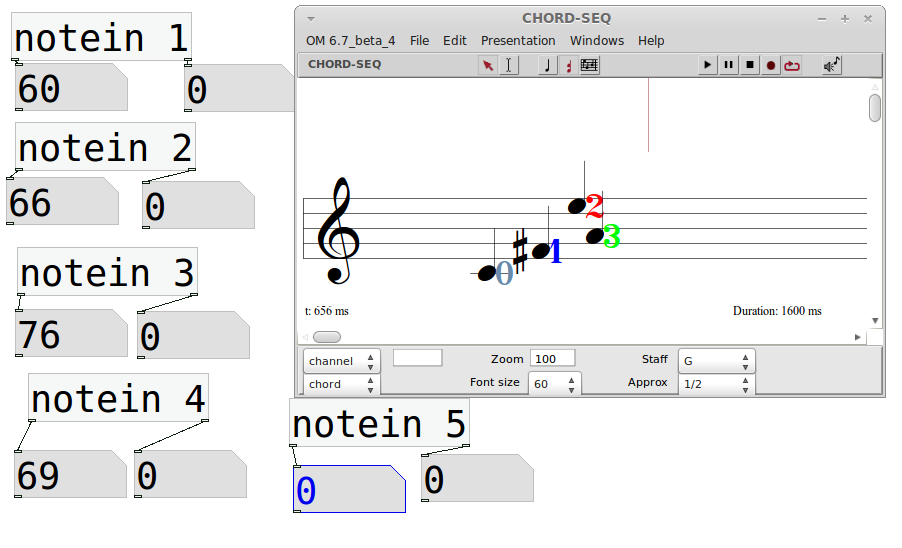 notein 1
60
0
notein 2
66
0
notein 3
76
0
notein 4
69
0
CHORD-SEQ
OM 6.7_beta_4 File Edit Presentation Windows Help
CHORD-SEQ
0
1
2
3
t: 656 ms
Duration: 1600 ms
channel
Zoom 100
Staff G
chord
Font size 60
Approx 1/2
notein 5
0
0